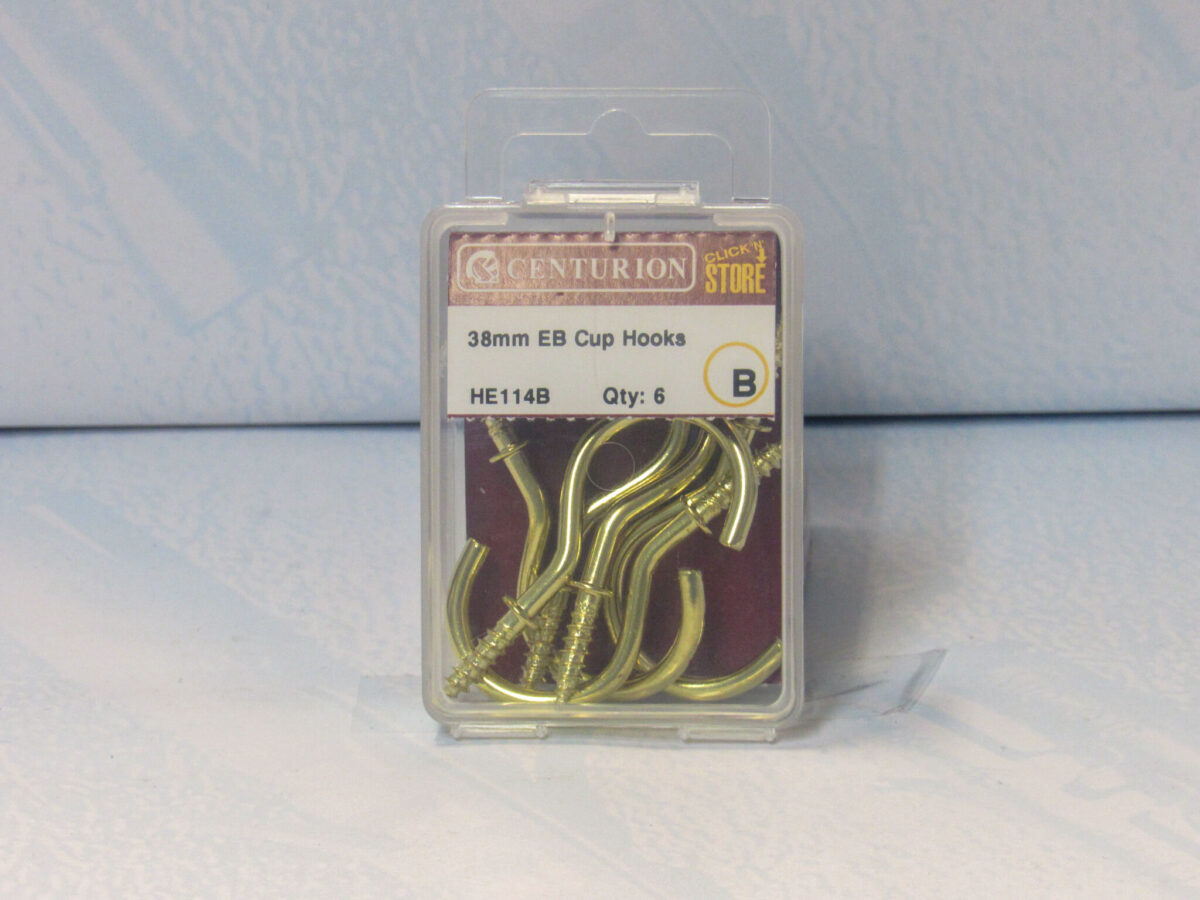 CENTURION
CLICK 'N'
STORE
38mm EB Cup Hooks
HE114B Qty: 6
B